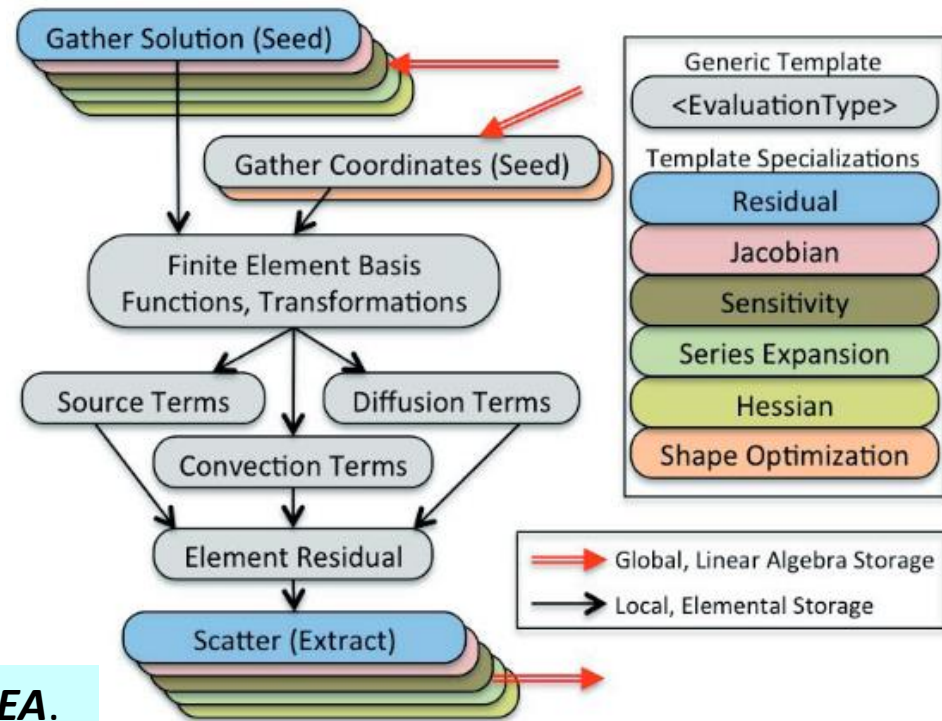 Gather Solution (Seed)
Gather Coordinates (Seed)
Finite Element Basis
Functions, Transformations
Source Terms
Diffusion Terms
Convection Terms
Element Residual
Scatter (Extract)
Generic Template
<EvaluationType>
Template Specializations
Residual
Jacobian
Sensitivity
Series Expansion
Hessian
Shape Optimization
Global, Linear Algebra Storage
Local, Elemental Storage
EA.